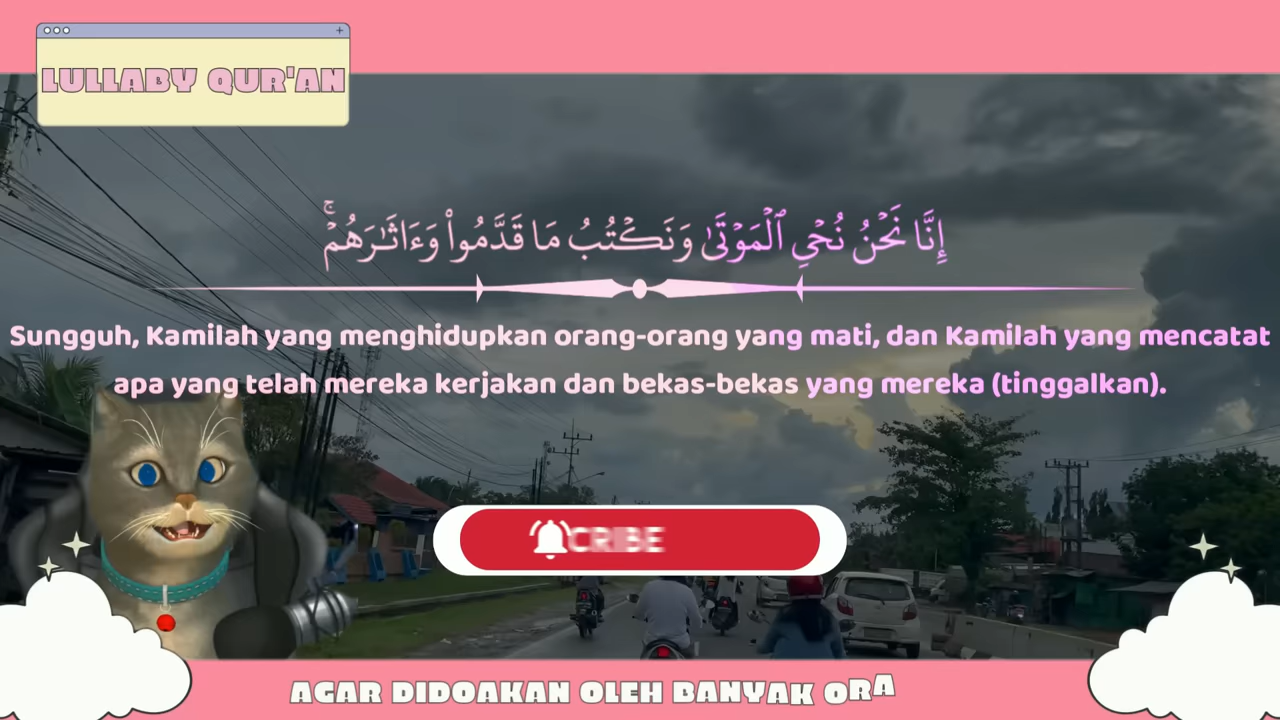 LULLABY QUR'AN
إِنَّا نَحْنُ نُحْيِ ٱلْمَوْتَىٰ وَنَكْتُبُ مَا قَدَّمُوا۟ وَءَاثَـٰرَهُمْ ۚ
Sungguh, Kamilah yang menghidupkan orang-orang yang mati, dan Kamilah yang mencatat
apa yang telah mereka kerjakan dan bekas-bekas yang mereka (tinggalkan).
CRIBE
AGAR DIDOAKAN OLEH BANYAK ORA